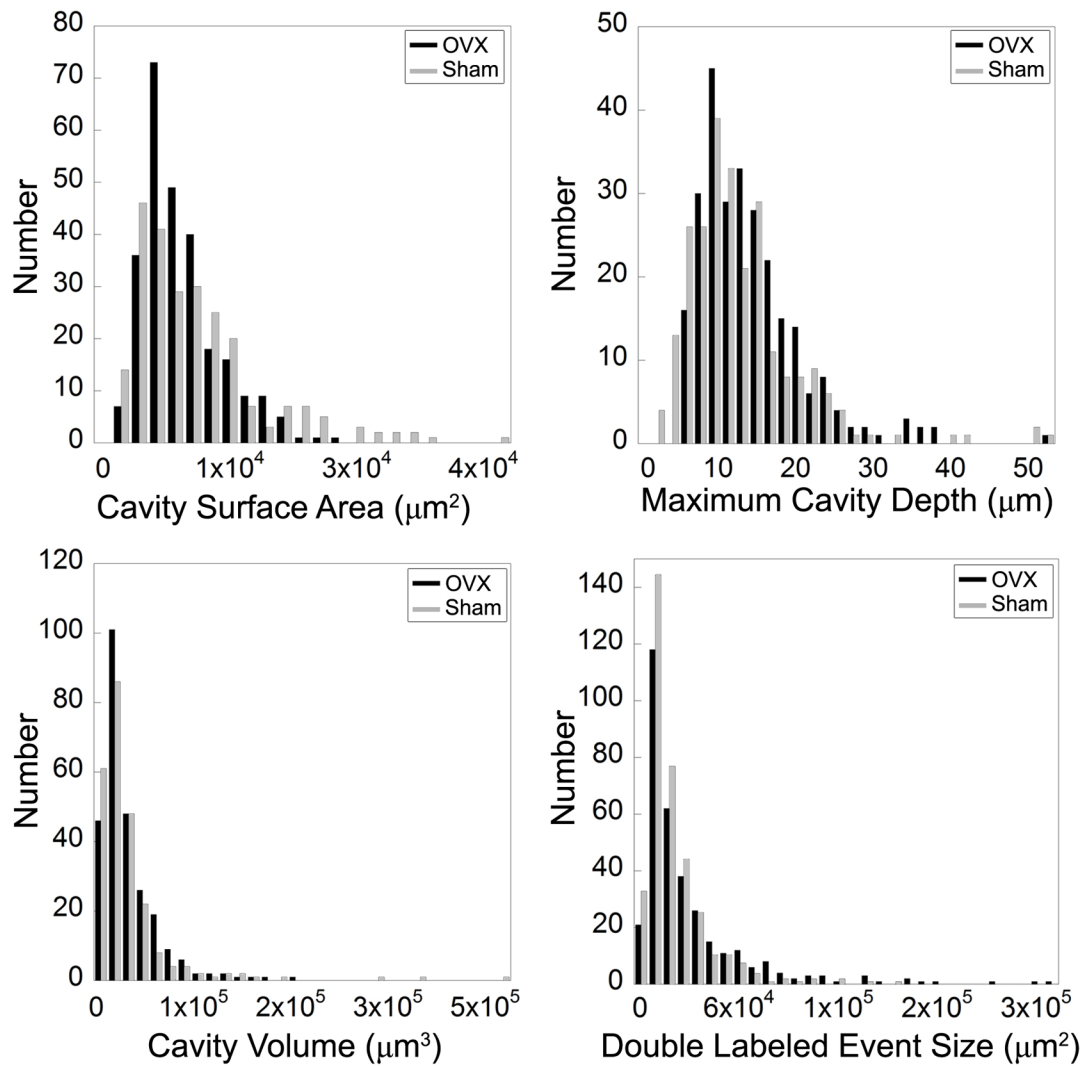 80
70
60
50
40
30
20
10
0
Number
OVX
Sham
0 1x10⁴ 3x10⁴ 4x10⁴
Cavity Surface Area (μm²)
50
40
30
20
10
0
Number
OVX
Sham
0 10 20 30 40 50
Maximum Cavity Depth (μm)
120
100
80
60
40
20
0
Number
OVX
Sham
0 1x10⁵ 2x10⁵ 3x10⁵ 5x10⁵
Cavity Volume (μm³)
140
120
100
80
60
40
20
0
Number
OVX
Sham
0 6x10⁴ 1x10⁵ 2x10⁵ 3x10⁵
Double Labeled Event Size (μm²)